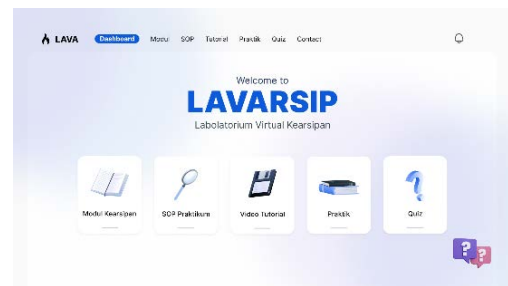 LAVA Dashboard Modul SOP Tutorial Praktik Quiz Contact
Welcome to
LAVARSIP
Labolatorium Virtual Kearsipan
Modul Kearsipan SOP Praktikum Video Tutorial Praktik Quiz
? ?